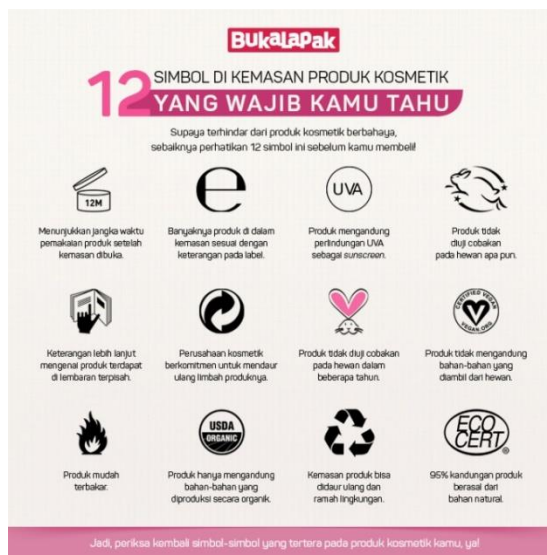 BukaLapak
12 SIMBOL DI KEMASAN PRODUK KOSMETIK
YANG WAJIB KAMU TAHU
Supaya terhindar dari produk kosmetik berbahaya,
sebaiknya perhatikan 12 simbol ini sebelum kamu membeli!
12M
Menunjukkan jangka waktu
pemakaian produk setelah
kemasan dibuka.
e
Banyaknya produk di dalam
kemasan sesuai dengan
keterangan pada label.
UVA
Produk mengandung
perlindungan UVA
sebagai sunscreen.
Produk tidak
diuji cobakan
pada hewan apa pun.
Keterangan lebih lanjut
mengenai produk terdapat
di lembaran terpisah.
Perusahaan kosmetik
berkomitmen untuk mendaur
ulang limbah produknya.
Produk tidak diuji cobakan
pada hewan dalam
beberapa tahun.
CERTIFIED VEGAN
V
VEGAN.ORG
Produk tidak mengandung
bahan-bahan yang
diambil dari hewan.
Produk mudah
terbakar.
USDA
ORGANIC
Produk hanya mengandung
bahan-bahan yang
diproduksi secara organik.
Kemasan produk bisa
didaur ulang dan
ramah lingkungan.
ECO
CERT
®
95% kandungan produk
berasal dari
bahan natural.
Jadi, periksa kembali simbol-simbol yang tertera pada produk kosmetik kamu, ya!